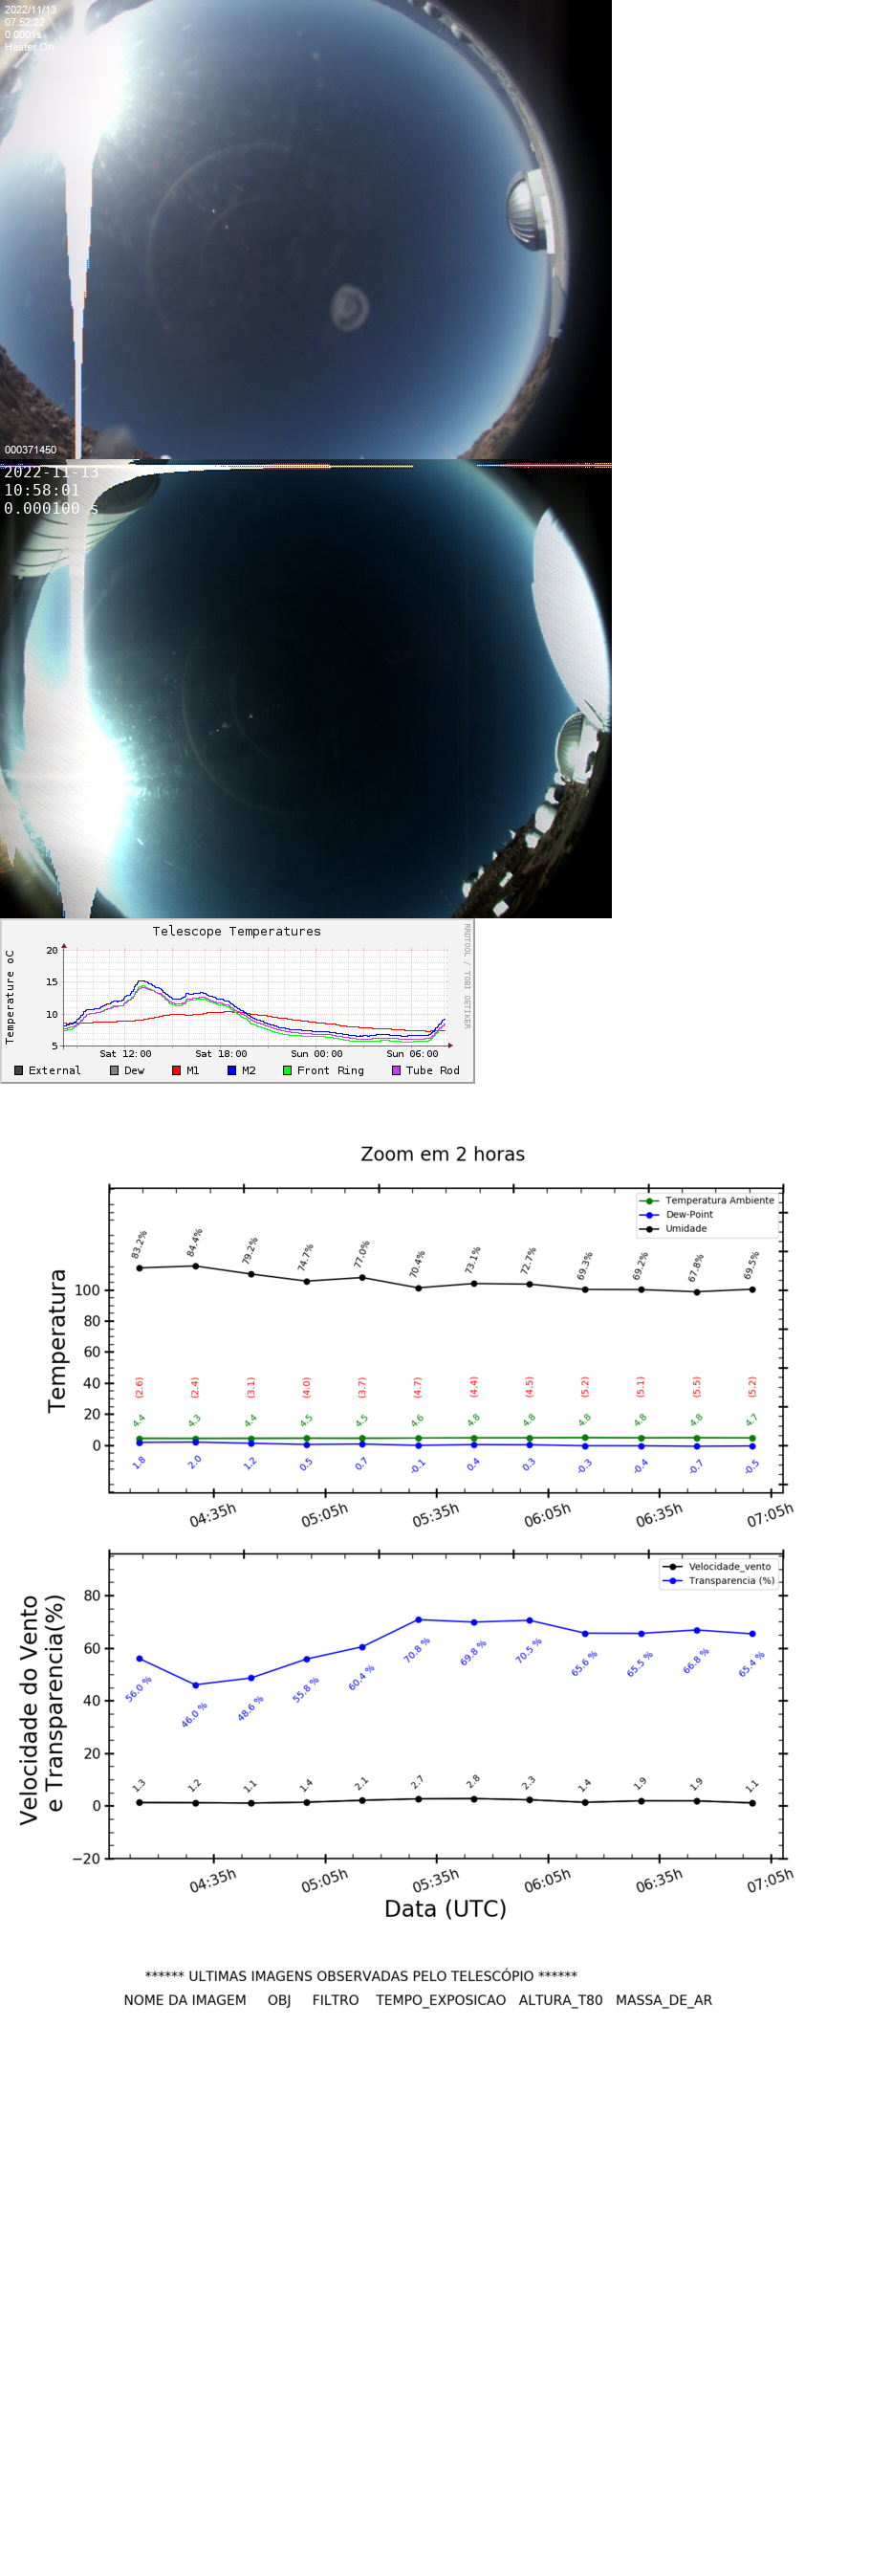 2022/11/13
07:52:22
0.0001s
Heater On
000371450
2022-11-13
10:58:01
0.000100 s
Telescope Temperatures
RRDTOOL / TOBI OETIKER
Temperature oC
20
15
10
5
Sat 12:00 Sat 18:00 Sun 00:00 Sun 06:00
External Dew M1 M2 Front Ring Tube Rod
Zoom em 2 horas
Temperatura Ambiente
Dew-Point
Umidade
83.2% 84.4% 79.2% 74.7% 77.0% 70.4% 73.1% 72.7% 69.3% 69.2% 67.8% 69.5%
Temperatura
100
80
60
40
20
0
(2.6) (2.4) (3.1) (4.0) (3.7) (4.7) (4.4) (4.5) (5.2) (5.1) (5.5) (5.2)
4.4 4.3 4.4 4.5 4.5 4.6 4.8 4.8 4.8 4.8 4.8 4.7
1.8 2.0 1.2 0.5 0.7 -0.1 0.4 0.3 -0.3 -0.4 -0.7 -0.5
04:35h 05:05h 05:35h 06:05h 06:35h 07:05h
Velocidade_vento
Transparencia (%)
Velocidade do Vento
e Transparencia(%)
80
60
40
20
0
−20
56.0 % 46.0 % 48.6 % 55.8 % 60.4 % 70.8 % 69.8 % 70.5 % 65.6 % 65.5 % 66.8 % 65.4 %
1.3 1.2 1.1 1.4 2.1 2.7 2.8 2.3 1.4 1.9 1.9 1.1
04:35h 05:05h 05:35h 06:05h 06:35h 07:05h
Data (UTC)
****** ULTIMAS IMAGENS OBSERVADAS PELO TELESCÓPIO ******
NOME DA IMAGEM OBJ FILTRO TEMPO_EXPOSICAO ALTURA_T80 MASSA_DE_AR